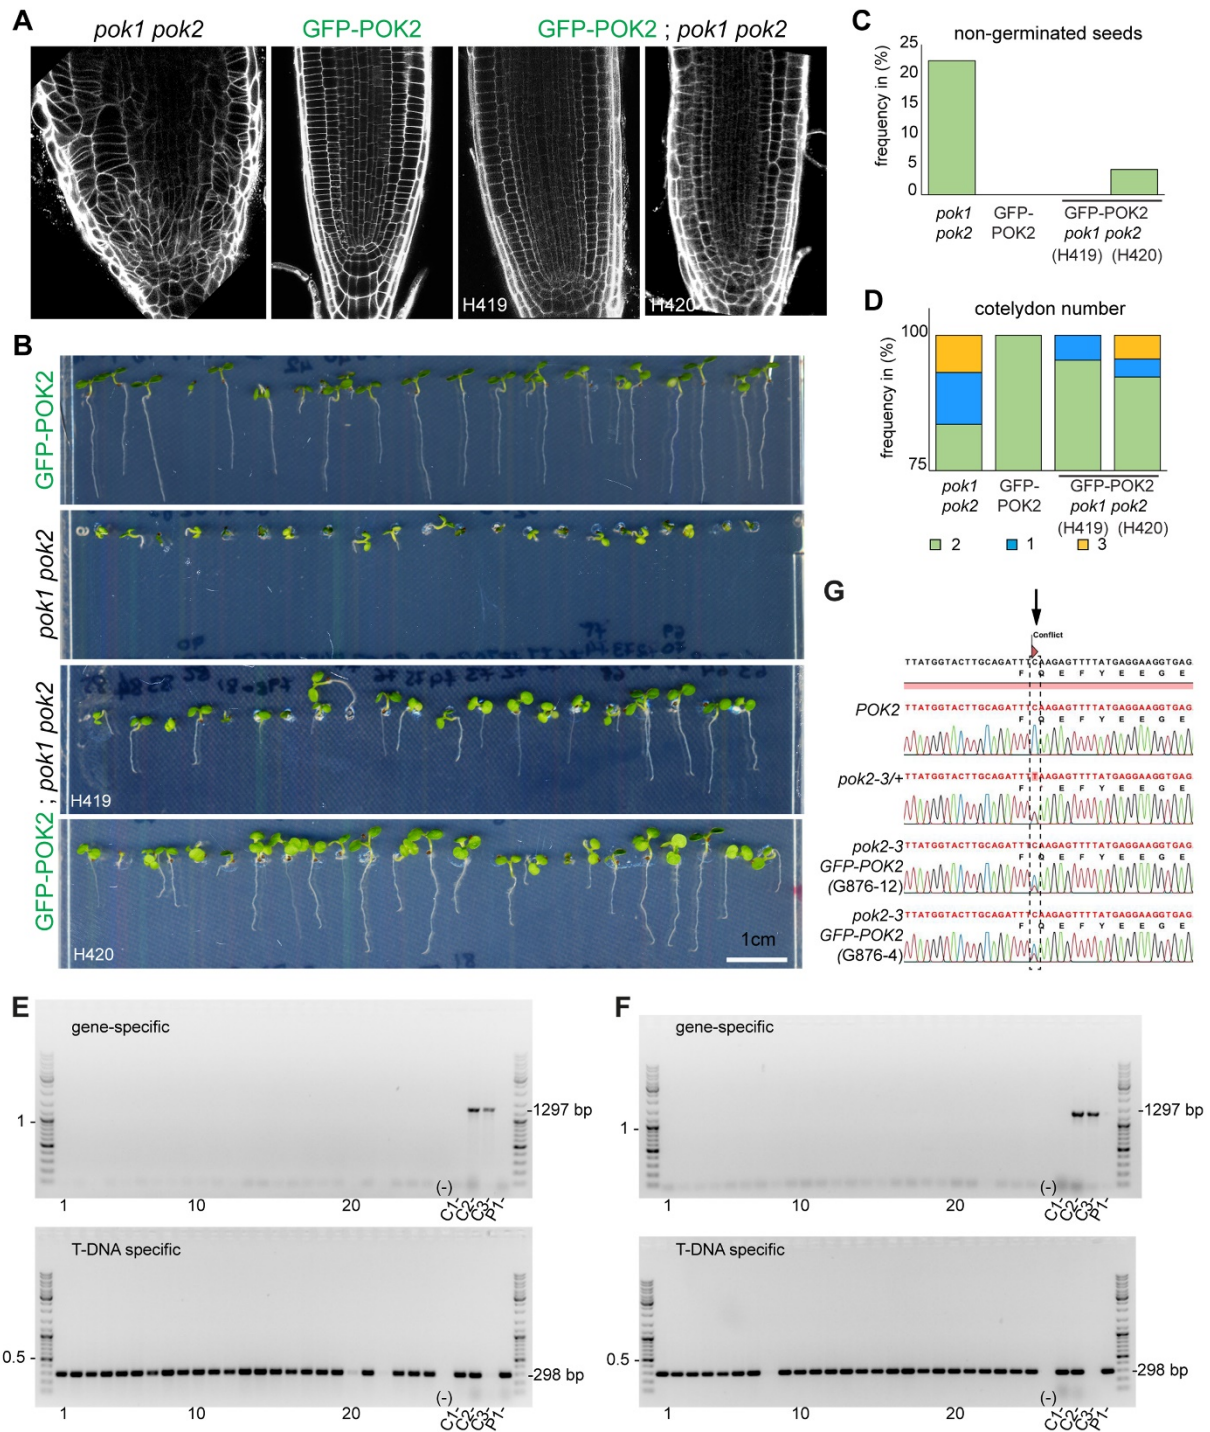 A
pok1 pok2
GFP-POK2
GFP-POK2 ; pok1 pok2
H419
H420
B
GFP-POK2
pok1 pok2
GFP-POK2 ; pok1 pok2
H419
H420
1cm
C
non-germinated seeds
frequency in (%)
25
20
15
10
5
0
pok1 pok2
GFP-POK2
GFP-POK2
pok1 pok2
(H419) (H420)
D
cotelydon number
frequency in (%)
100
75
pok1 pok2
GFP-POK2
GFP-POK2
pok1 pok2
(H419) (H420)
2 1 3
G
Conflict
TTATGGTACTTGCAGATTTCAAGAGTTTTATGAGGAAGGTGAG
F Q E F Y E E G E
POK2
TTATGGTACTTGCAGATTTCAAGAGTTTTATGAGGAAGGTGAG
F Q E F Y E E G E
pok2-3/+
TTATGGTACTTGCAGATTTTAAGAGTTTTATGAGGAAGGTGAG
F E F Y E E G E
pok2-3
GFP-POK2
(G876-12)
TTATGGTACTTGCAGATTTCAAGAGTTTTATGAGGAAGGTGAG
F Q E F Y E E G E
pok2-3
GFP-POK2
(G876-4)
TTATGGTACTTGCAGATTTCAAGAGTTTTATGAGGAAGGTGAG
F Q E F Y E E G E
E
gene-specific
1 -
-1297 bp
(-)
1 10 20 C1- C2- C3- P1-
T-DNA specific
0.5 -
-298 bp
(-)
1 10 20 C1- C2- C3- P1-
F
gene-specific
1 -
-1297 bp
(-)
1 10 20 C1- C2- C3- P1-
T-DNA specific
0.5 -
-298 bp
(-)
1 10 20 C1- C2- C3- P1-